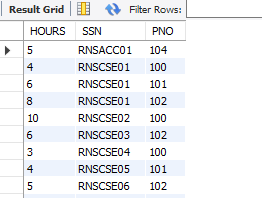 Result Grid Filter Rows:
HOURS SSN PNO
5 RNSACC01 104
4 RNSCSE01 100
6 RNSCSE01 101
8 RNSCSE01 102
10 RNSCSE02 100
6 RNSCSE03 102
3 RNSCSE04 100
4 RNSCSE05 101
5 RNSCSE06 102